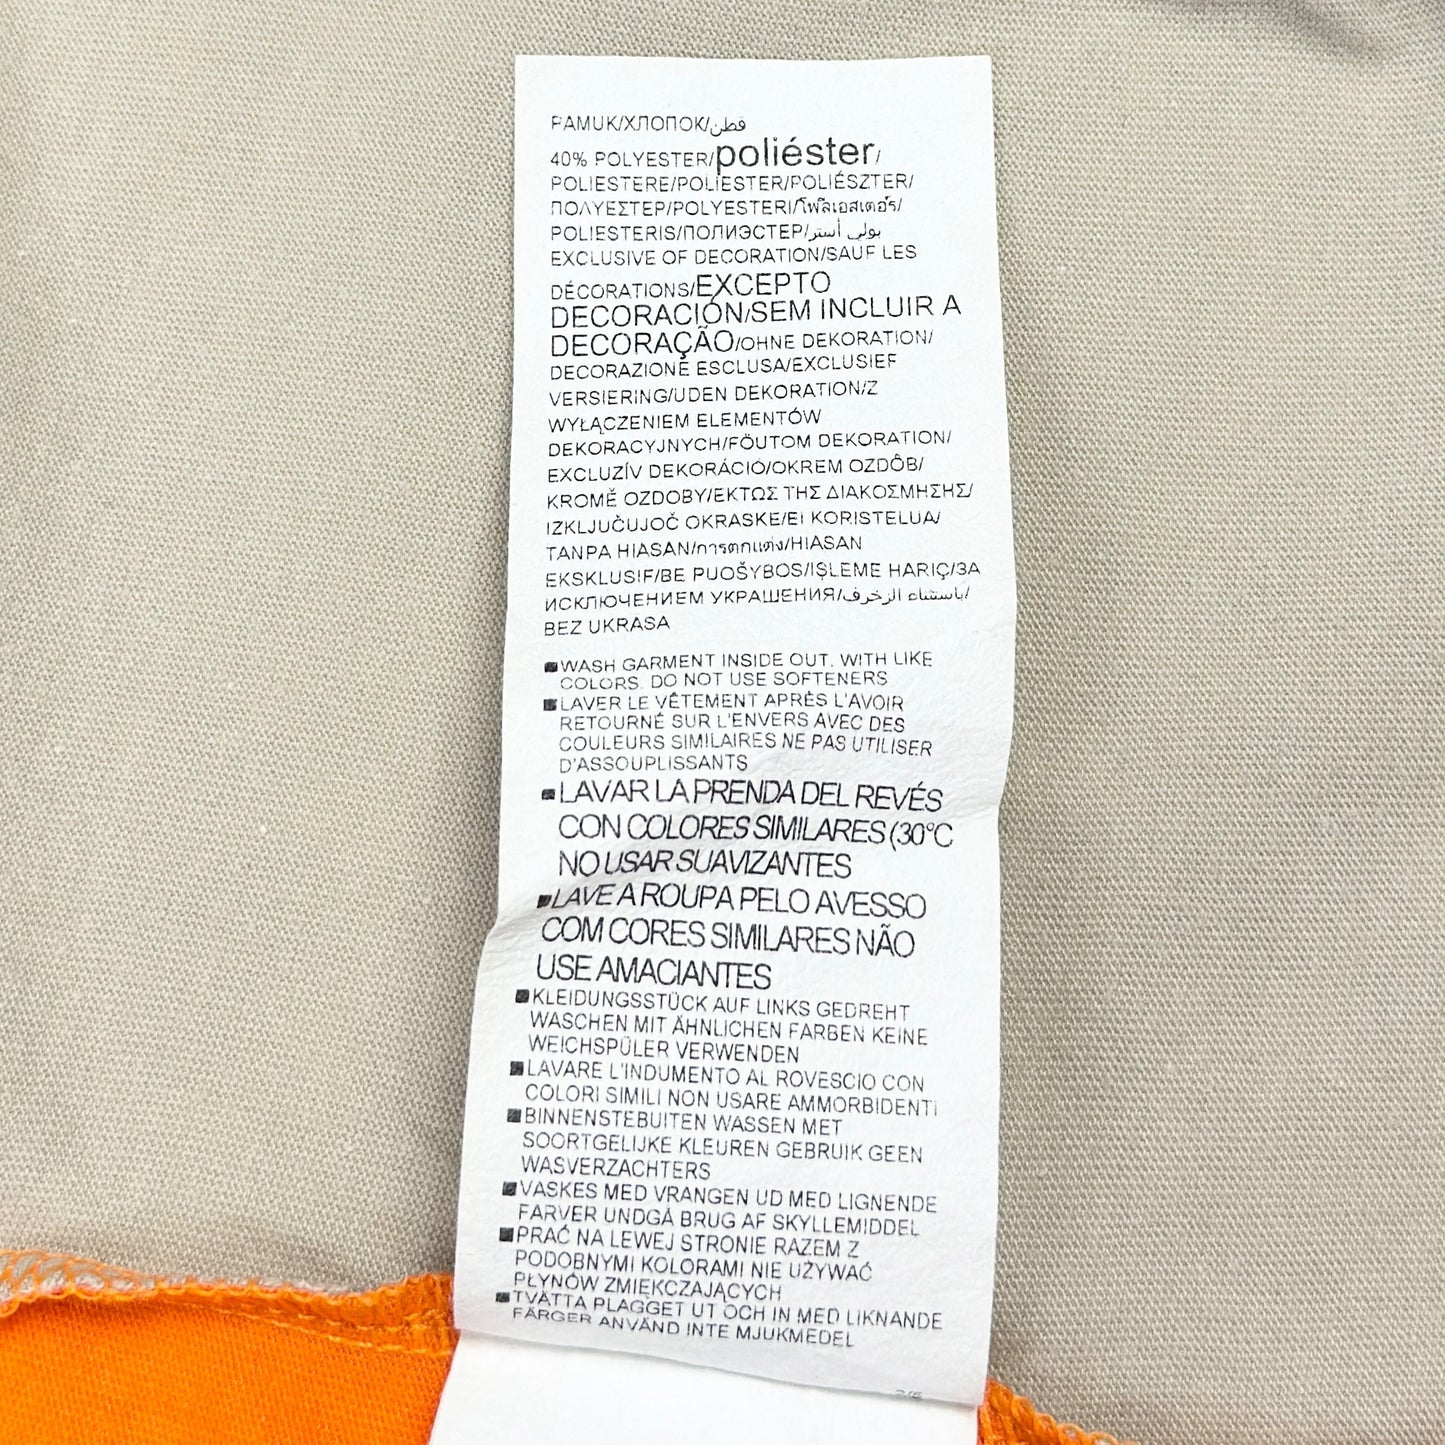 PAMUK/ХЛОПОК/قطن
40% POLYESTER/poliéster/
POLIESTERE/POLIESTER/POLIÉSZTER/
ΠΟΛΥΕΣΤΕΡ/POLYESTERI/โพลีเอสเตอร์/
POLIESTERIS/ПОЛИЭСТЕР/بولي أستر
EXCLUSIVE OF DECORATION/SAUF LES
DÉCORATIONS/EXCEPTO
DECORACIÓN/SEM INCLUIR A
DECORAÇÃO/OHNE DEKORATION/
DECORAZIONE ESCLUSA/EXCLUSIEF
VERSIERING/UDEN DEKORATION/Z
WYŁĄCZENIEM ELEMENTÓW
DEKORACYJNYCH/FÖUTOM DEKORATION/
EXCLUZÍV DEKORÁCIÓ/OKREM OZDÔB/
KROMĚ OZDOBY/ΕΚΤΩΣ ΤΗΣ ΔΙΑΚΟΣΜΗΣΗΣ/
IZKLJUČUJOČ OKRASKE/EI KORISTELUA/
TANPA HIASAN/การตกแต่ง/HIASAN
EKSKLUSIF/BE PUOŠYBOS/IŞLEME HARIÇ/ЗА
ИСКЛЮЧЕНИЕМ УКРАШЕНИЯ/باستثناء الزخرف/
BEZ UKRASA
■WASH GARMENT INSIDE OUT. WITH LIKE
COLORS. DO NOT USE SOFTENERS
■LAVER LE VÊTEMENT APRÈS L'AVOIR
RETOURNÉ SUR L'ENVERS AVEC DES
COULEURS SIMILAIRES NE PAS UTILISER
D'ASSOUPLISSANTS
■LAVAR LA PRENDA DEL REVÉS
CON COLORES SIMILARES (30°C
NO USAR SUAVIZANTES
■LAVE A ROUPA PELO AVESSO
COM CORES SIMILARES NÃO
USE AMACIANTES
■KLEIDUNGSSTÜCK AUF LINKS GEDREHT
WASCHEN MIT ÄHNLICHEN FARBEN KEINE
WEICHSPÜLER VERWENDEN
■LAVARE L'INDUMENTO AL ROVESCIO CON
COLORI SIMILI NON USARE AMMORBIDENTI
■BINNENSTEBUITEN WASSEN MET
SOORTGELIJKE KLEUREN GEBRUIK GEEN
WASVERZACHTERS
■VASKES MED VRANGEN UD MED LIGNENDE
FARVER UNDGÅ BRUG AF SKYLLEMIDDEL
■PRAĆ NA LEWEJ STRONIE RAZEM Z
PODOBNYMI KOLORAMI NIE UŻYWAĆ
PŁYNÓW ZMIĘKCZAJĄCYCH
■TVÄTTA PLAGGET UT OCH IN MED LIKNANDE
FÄRGER ANVÄND INTE MJUKMEDEL